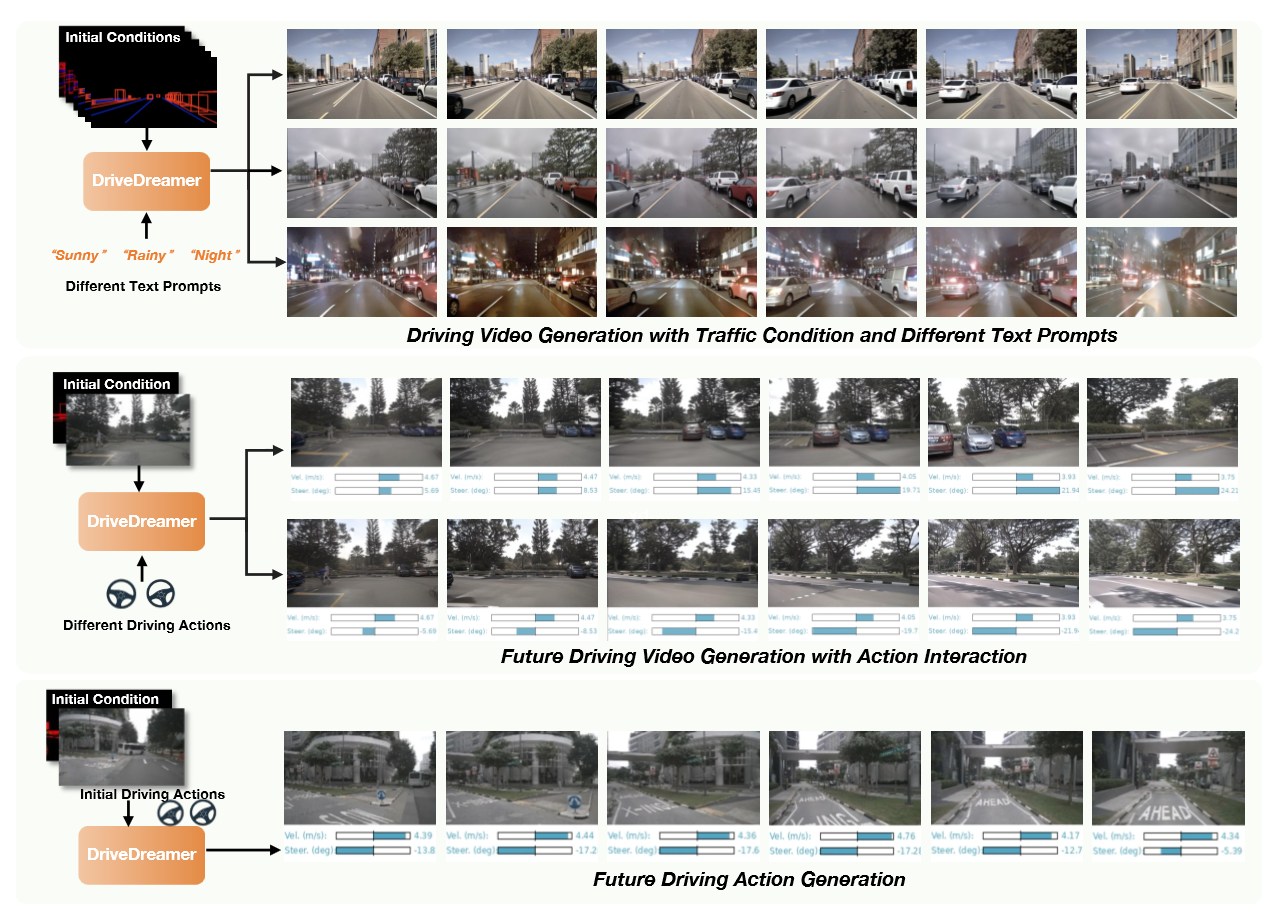 Initial Conditions
DriveDreamer
"Sunny" "Rainy" "Night"
Different Text Prompts
Driving Video Generation with Traffic Condition and Different Text Prompts
Initial Condition
DriveDreamer
Different Driving Actions
Vel. (m/s): 4.67 Vel. (m/s): 4.47 Vel. (m/s): 4.33 Vel. (m/s): 4.05 Vel. (m/s): 3.93 Vel. (m/s): 3.75
Steer. (deg): 5.69 Steer. (deg): 8.53 Steer. (deg): 15.45 Steer. (deg): 19.71 Steer. (deg): 21.94 Steer. (deg): 24.21
Vel. (m/s): 4.67 Vel. (m/s): 4.47 Vel. (m/s): 4.33 Vel. (m/s): 4.05 Vel. (m/s): 3.93 Vel. (m/s): 3.75
Steer. (deg): -5.69 Steer. (deg): -8.53 Steer. (deg): -15.4 Steer. (deg): -19.7 Steer. (deg): -21.9 Steer. (deg): -24.2
Future Driving Video Generation with Action Interaction
Initial Condition
Initial Driving Actions
DriveDreamer
AHEAD
AHEAD
Vel. (m/s): 4.39 Vel. (m/s): 4.44 Vel. (m/s): 4.36 Vel. (m/s): 4.76 Vel. (m/s): 4.17 Vel. (m/s): 4.34
Steer. (deg): -13.8 Steer. (deg): -17.2 Steer. (deg): -17.6 Steer. (deg): -17.28 Steer. (deg): -12.7 Steer. (deg): -5.39
Future Driving Action Generation